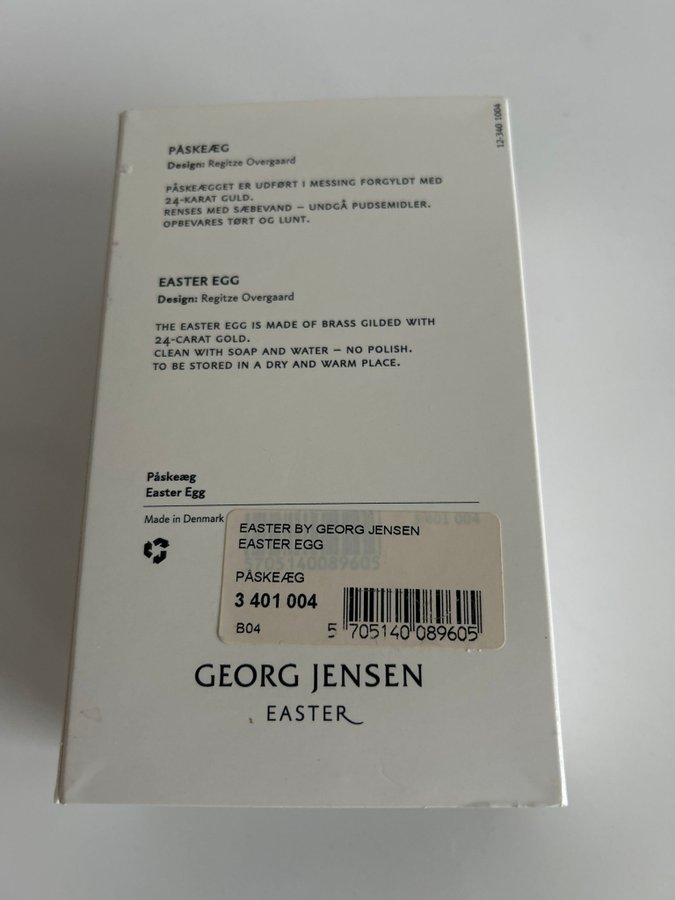 12-340 1004
PÅSKEÆG
Design: Regitze Overgaard
PÅSKEÆGGET ER UDFØRT I MESSING FORGYLDT MED
24-KARAT GULD.
RENSES MED SÆBEVAND – UNDGÅ PUDSEMIDLER.
OPBEVARES TØRT OG LUNT.
EASTER EGG
Design: Regitze Overgaard
THE EASTER EGG IS MADE OF BRASS GILDED WITH
24-CARAT GOLD.
CLEAN WITH SOAP AND WATER – NO POLISH.
TO BE STORED IN A DRY AND WARM PLACE.
Påskeæg
Easter Egg
Made in Denmark
3401 004
5705140089605
EASTER BY GEORG JENSEN
EASTER EGG
PÅSKEÆG
3 401 004
B04
5 705140 089605
GEORG JENSEN
EASTER